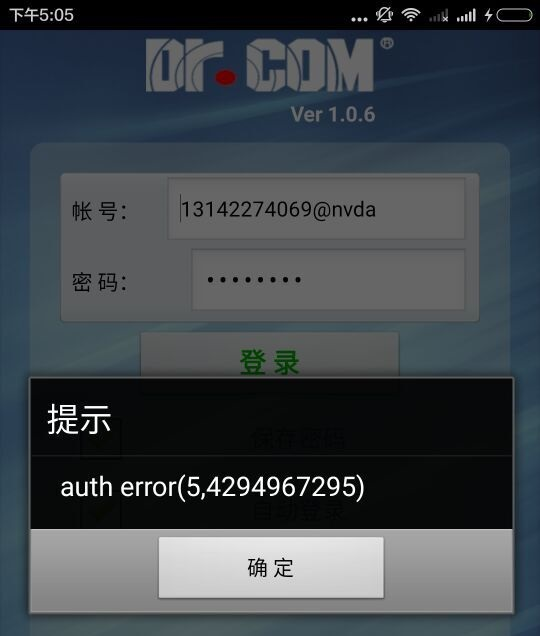 下午5:05
Dr.COM®
Ver 1.0.6
帐 号：
13142274069@nvda
密 码：
登 录
提示
保存密码
auth error(5,4294967295)
自动登录
确 定